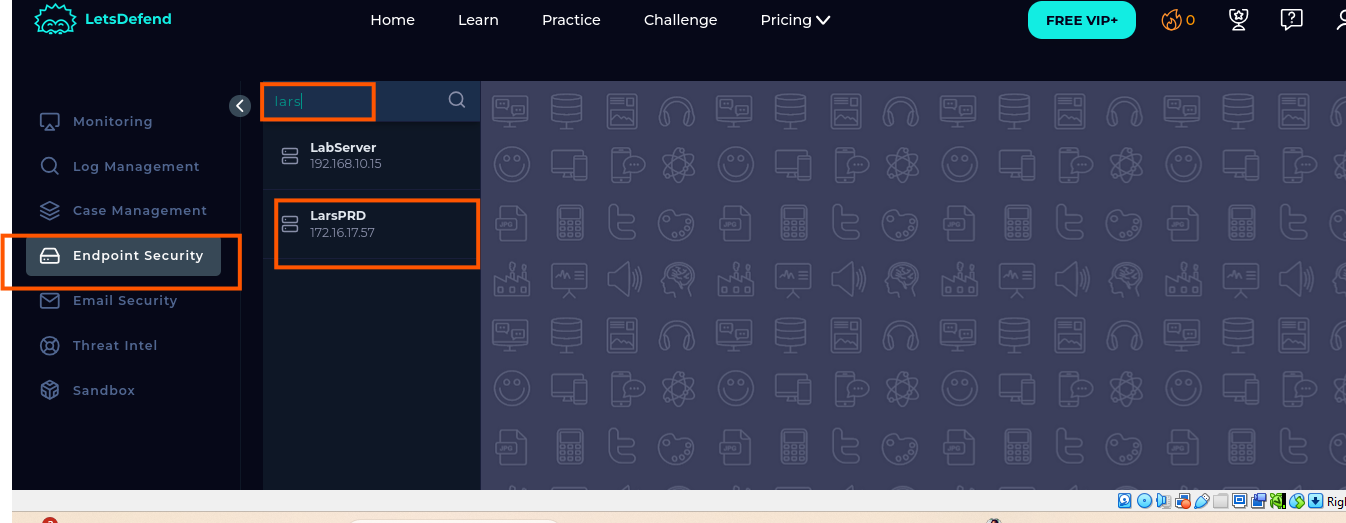 LetsDefend
Home Learn Practice Challenge Pricing
FREE VIP+
0
Monitoring
Log Management
Case Management
Endpoint Security
Email Security
Threat Intel
Sandbox
lars
LabServer
192.168.10.15
LarsPRD
172.16.17.57